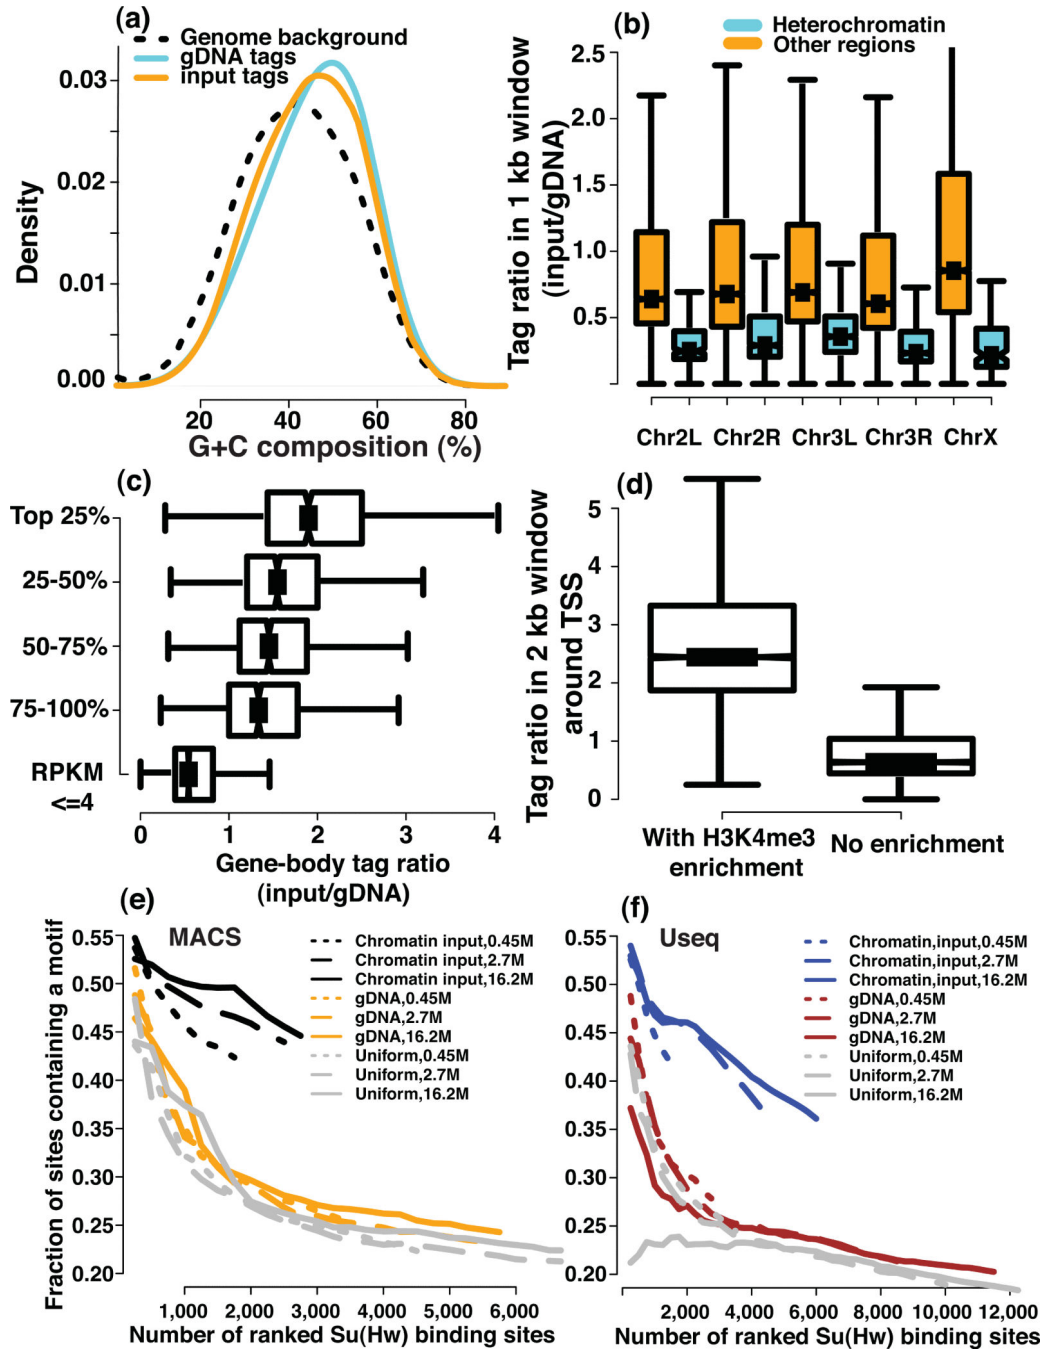 (a)
Genome background
gDNA tags
input tags
Density
0.03
0.02
0.01
0.00
20 40 60 80
G+C composition (%)
(b)
Heterochromatin
Other regions
Tag ratio in 1 kb window
(input/gDNA)
2.5
2.0
1.5
1.0
0.5
Chr2L Chr2R Chr3L Chr3R ChrX
(c)
Top 25%
25-50%
50-75%
75-100%
RPKM
<=4
0 1 2 3 4
Gene-body tag ratio
(input/gDNA)
(d)
Tag ratio in 2 kb window
around TSS
5
4
3
2
1
0
With H3K4me3
enrichment
No enrichment
(e)
MACS
Fraction of sites containing a motif
0.55
0.50
0.45
0.40
0.35
0.30
0.25
0.20
Chromatin input,0.45M
Chromatin input,2.7M
Chromatin input,16.2M
gDNA,0.45M
gDNA,2.7M
gDNA,16.2M
Uniform,0.45M
Uniform,2.7M
Uniform,16.2M
1,000 2,000 3,000 4,000 5,000 6,000
Number of ranked Su(Hw) binding sites
(f)
Useq
0.55
0.50
0.45
0.40
0.35
0.30
0.25
0.20
Chromatin,input,0.45M
Chromatin,input,2.7M
Chromatin,input,16.2M
gDNA,0.45M
gDNA,2.7M
gDNA,16.2M
Uniform,0.45M
Uniform,2.7M
Uniform,16.2M
2,000 4,000 6,000 8,000 10,000 12,000
Number of ranked Su(Hw) binding sites